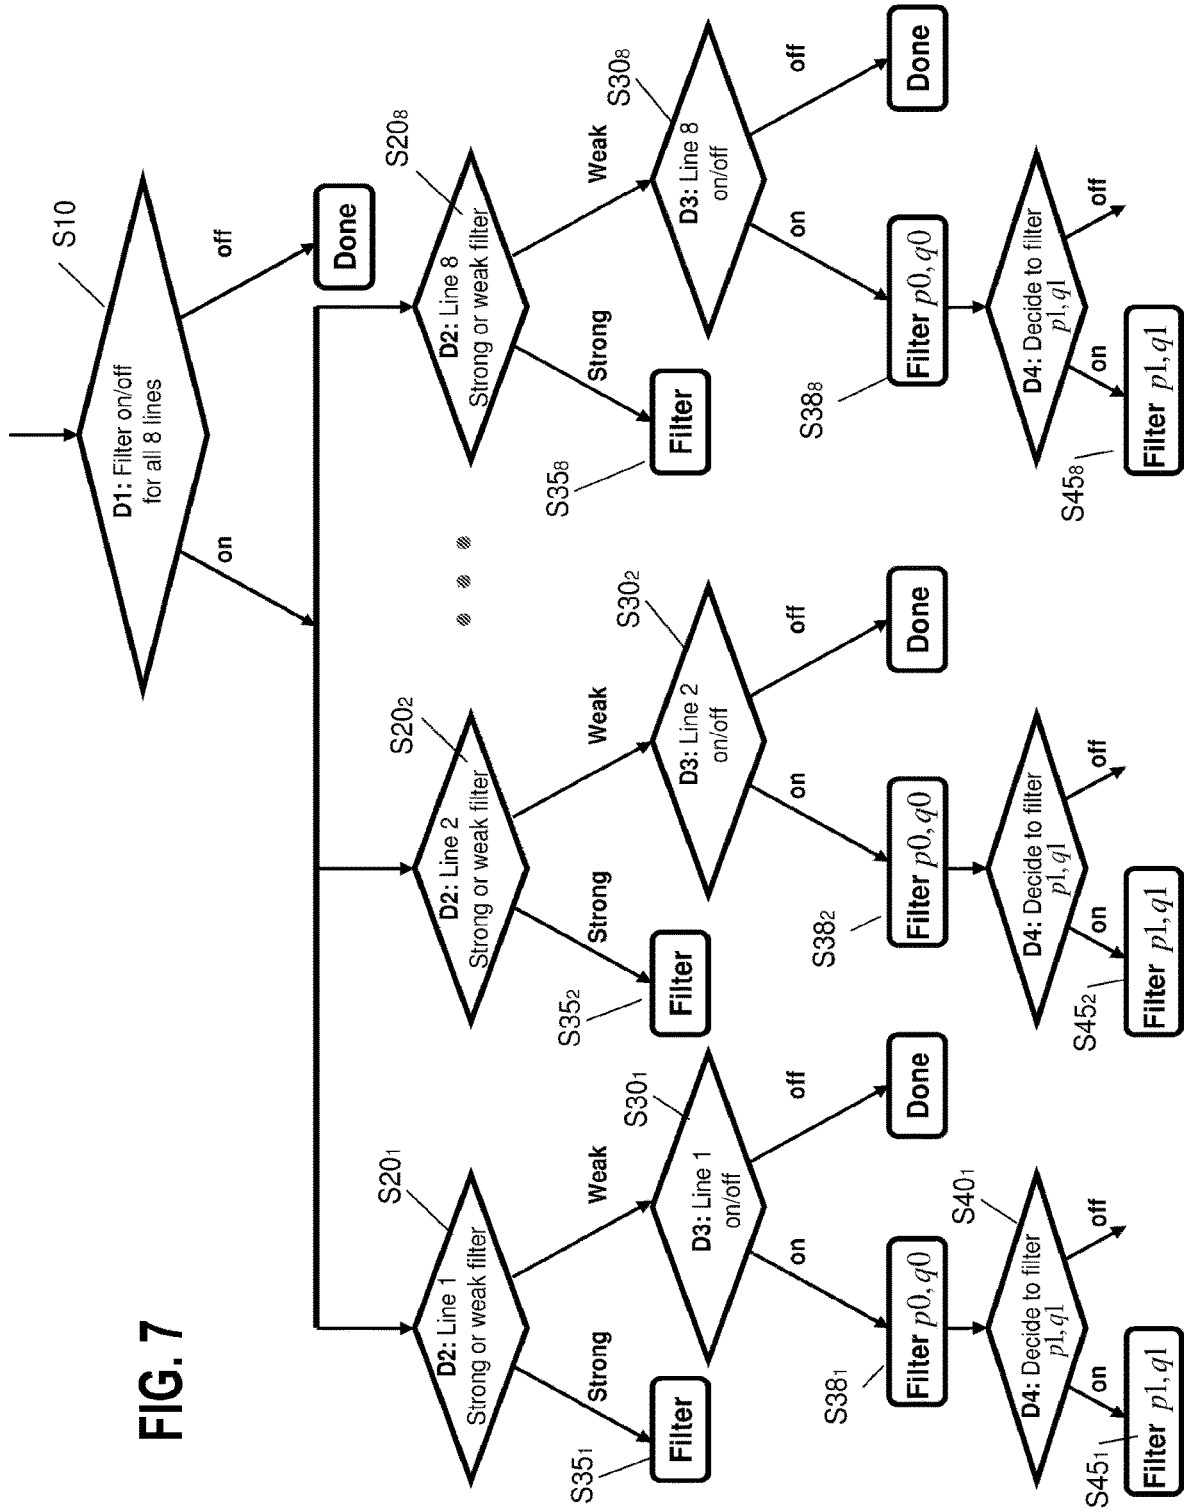 FIG. 7
S10
D1: Filter on/off
for all 8 lines
on
off
Done
S201
D2: Line 1
Strong or weak filter
Strong
Weak
S351
Filter
S301
D3: Line 1
on/off
on
off
S381
Filter p0, q0
Done
S401
D4: Decide to filter
p1, q1
on
off
S451
Filter p1, q1
S202
D2: Line 2
Strong or weak filter
Strong
Weak
S352
Filter
S302
D3: Line 2
on/off
on
off
S382
Filter p0, q0
Done
D4: Decide to filter
p1, q1
on
off
S452
Filter p1, q1
S208
D2: Line 8
Strong or weak filter
Strong
Weak
S358
Filter
S308
D3: Line 8
on/off
on
off
S388
Filter p0, q0
Done
D4: Decide to filter
p1, q1
on
off
S458
Filter p1, q1